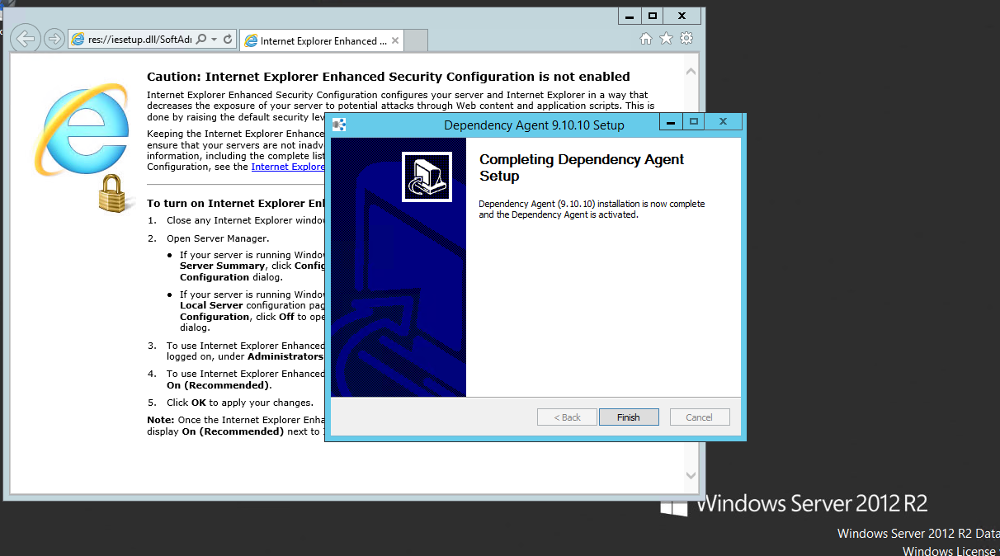 res://iesetup.dll/SoftAdr
Internet Explorer Enhanced ...
Caution: Internet Explorer Enhanced Security Configuration is not enabled
Internet Explorer Enhanced Security Configuration configures your server and Internet Explorer in a way that
decreases the exposure of your server to potential attacks through Web content and application scripts. This is
done by raising the default security lev
Keeping the Internet Explorer Enhance
ensure that your servers are not inadv
information, including the complete list
Configuration, see the Internet Explore
To turn on Internet Explorer Enh
1. Close any Internet Explorer window
2. Open Server Manager.
• If your server is running Window
Server Summary, click Config
Configuration dialog.
• If your server is running Window
Local Server configuration pag
Configuration, click Off to ope
dialog.
3. To use Internet Explorer Enhanced
logged on, under Administrators
4. To use Internet Explorer Enhanced
On (Recommended).
5. Click OK to apply your changes.
Note: Once the Internet Explorer Enha
display On (Recommended) next to
Dependency Agent 9.10.10 Setup
Completing Dependency Agent
Setup
Dependency Agent (9.10.10) installation is now complete
and the Dependency Agent is activated.
< Back
Finish
Cancel
Windows Server 2012 R2
Windows Server 2012 R2 Data
Windows License